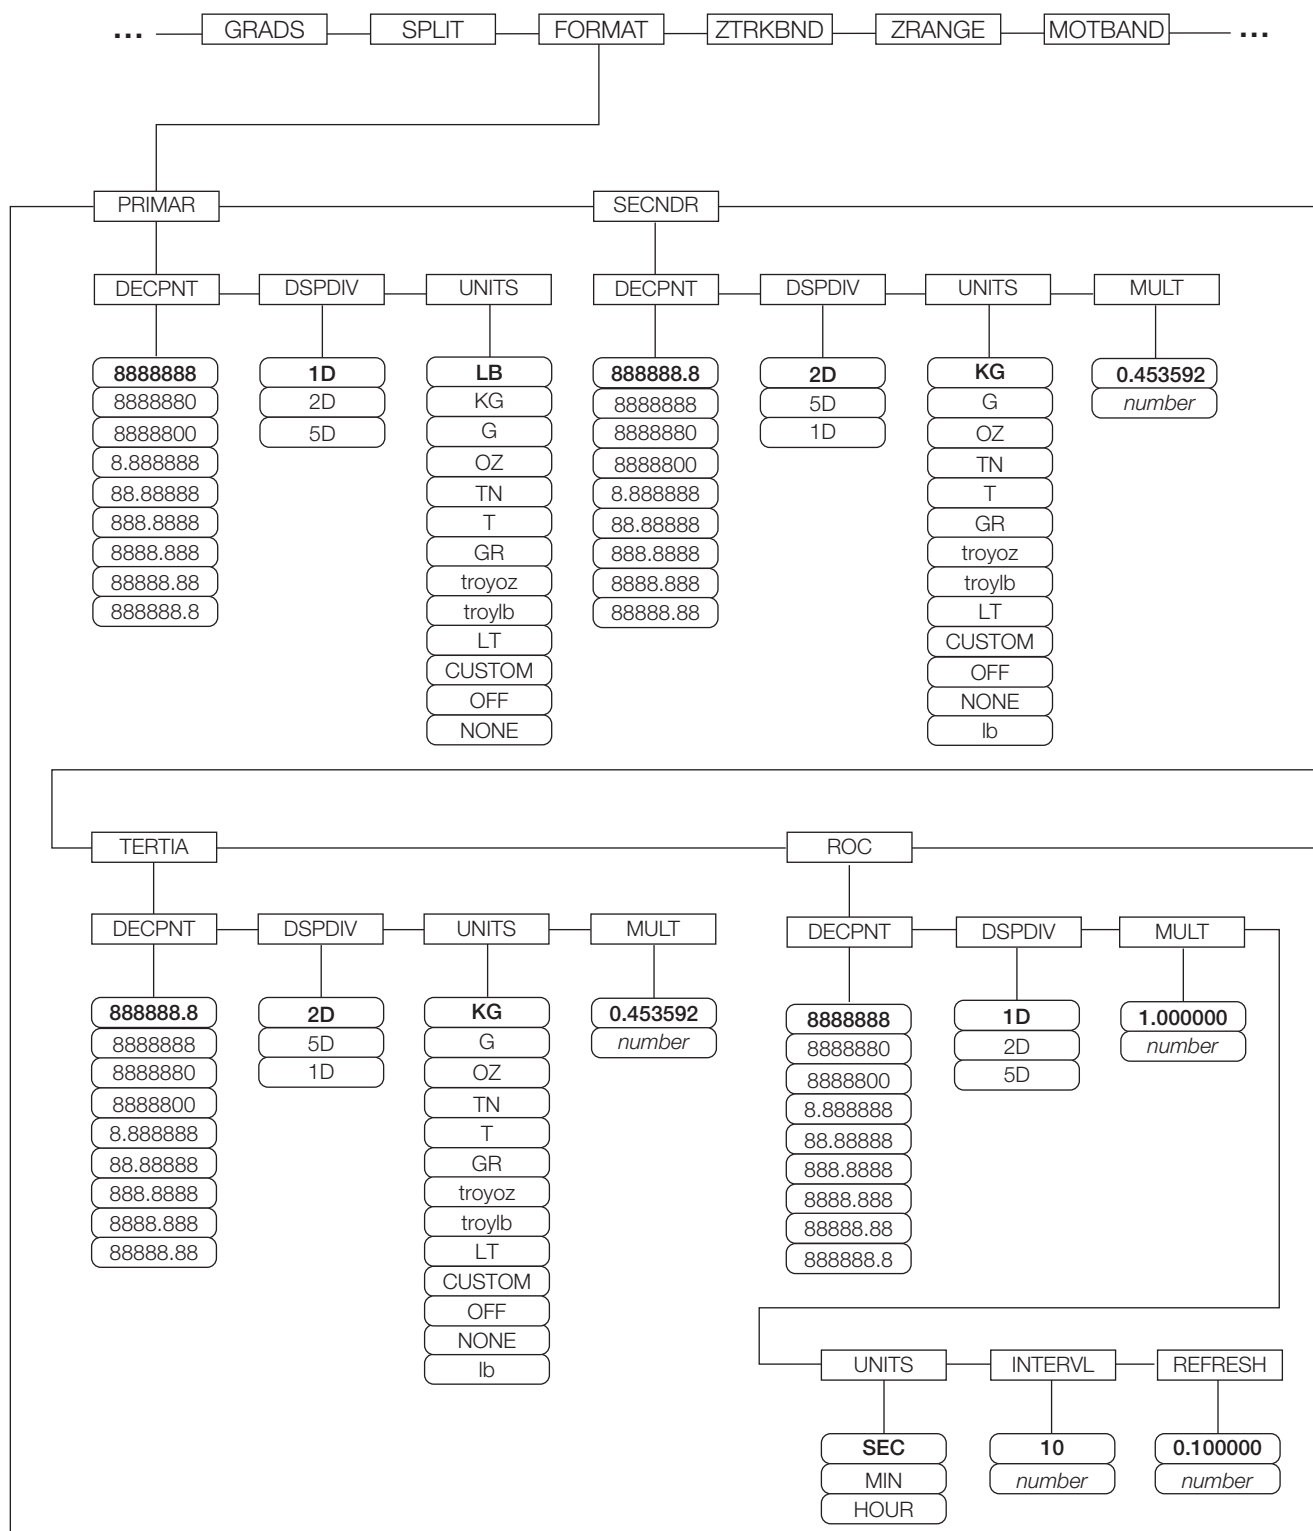 ... GRADS SPLIT FORMAT ZTRKBND ZRANGE MOTBAND ...
PRIMAR SECNDR
DECPNT DSPDIV UNITS DECPNT DSPDIV UNITS MULT
8888888 1D LB 888888.8 2D KG 0.453592
8888880 2D KG 8888888 5D G number
8888800 5D G 8888880 1D OZ
8.888888 OZ 8888800 TN
88.88888 TN 8.888888 T
888.8888 T 88.88888 GR
8888.888 GR 888.8888 troyoz
88888.88 troyoz 8888.888 troylb
888888.8 troylb 88888.88 LT
LT CUSTOM
CUSTOM OFF
OFF NONE
NONE lb
TERTIA ROC
DECPNT DSPDIV UNITS MULT DECPNT DSPDIV MULT
888888.8 2D KG 0.453592 8888888 1D 1.000000
8888888 5D G number 8888880 2D number
8888880 1D OZ 8888800 5D
8888800 TN 8.888888
8.888888 T 88.88888
88.88888 GR 888.8888
888.8888 troyoz 8888.888
8888.888 troylb 88888.88
88888.88 LT 888888.8
CUSTOM
OFF
NONE
lb
UNITS INTERVL REFRESH
SEC 10 0.100000
MIN number number
HOUR